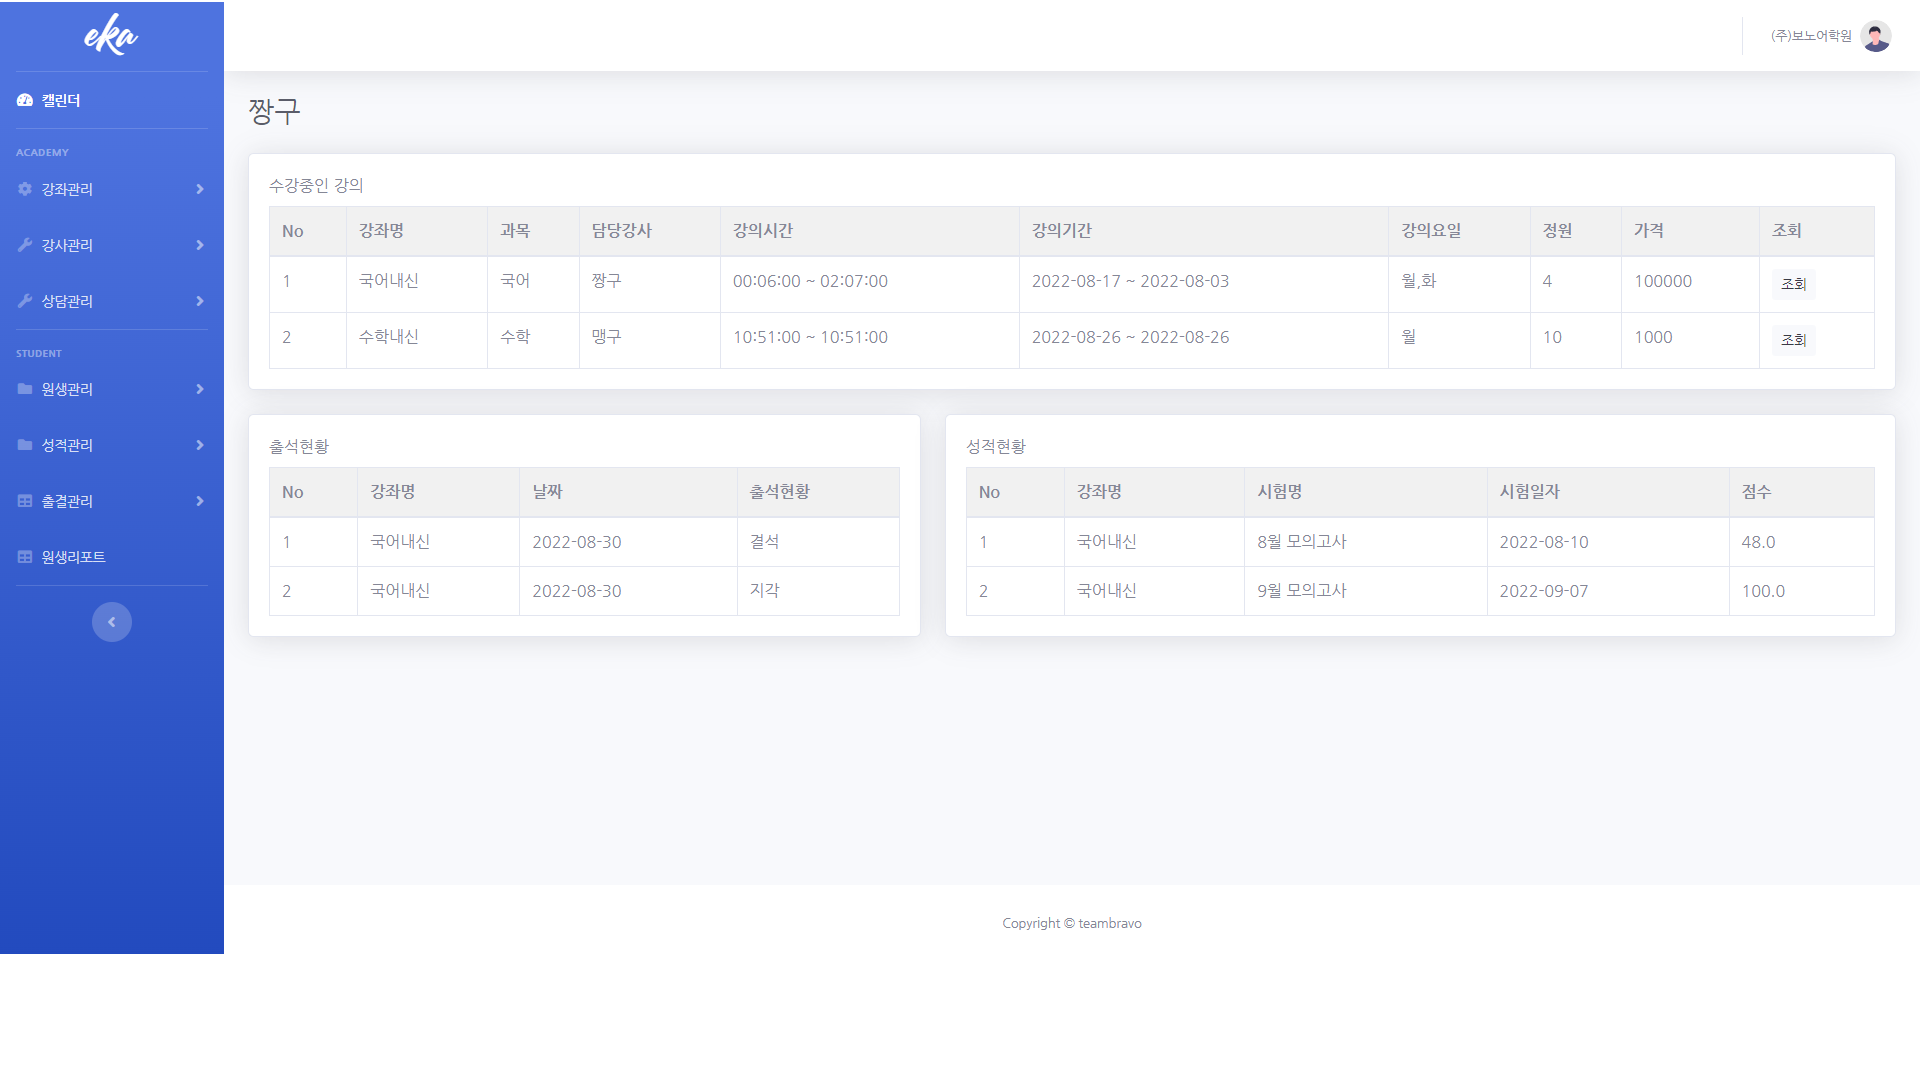 eka
(주)보노어학원
캘린더
ACADEMY
강좌관리
강사관리
상담관리
STUDENT
원생관리
성적관리
출결관리
원생리포트
짱구
수강중인 강의
No 강좌명 과목 담당강사 강의시간 강의기간 강의요일 정원 가격 조회
1 국어내신 국어 짱구 00:06:00 ~ 02:07:00 2022-08-17 ~ 2022-08-03 월,화 4 100000 조회
2 수학내신 수학 맹구 10:51:00 ~ 10:51:00 2022-08-26 ~ 2022-08-26 월 10 1000 조회
출석현황
No 강좌명 날짜 출석현황
1 국어내신 2022-08-30 결석
2 국어내신 2022-08-30 지각
성적현황
No 강좌명 시험명 시험일자 점수
1 국어내신 8월 모의고사 2022-08-10 48.0
2 국어내신 9월 모의고사 2022-09-07 100.0
Copyright © teambravo